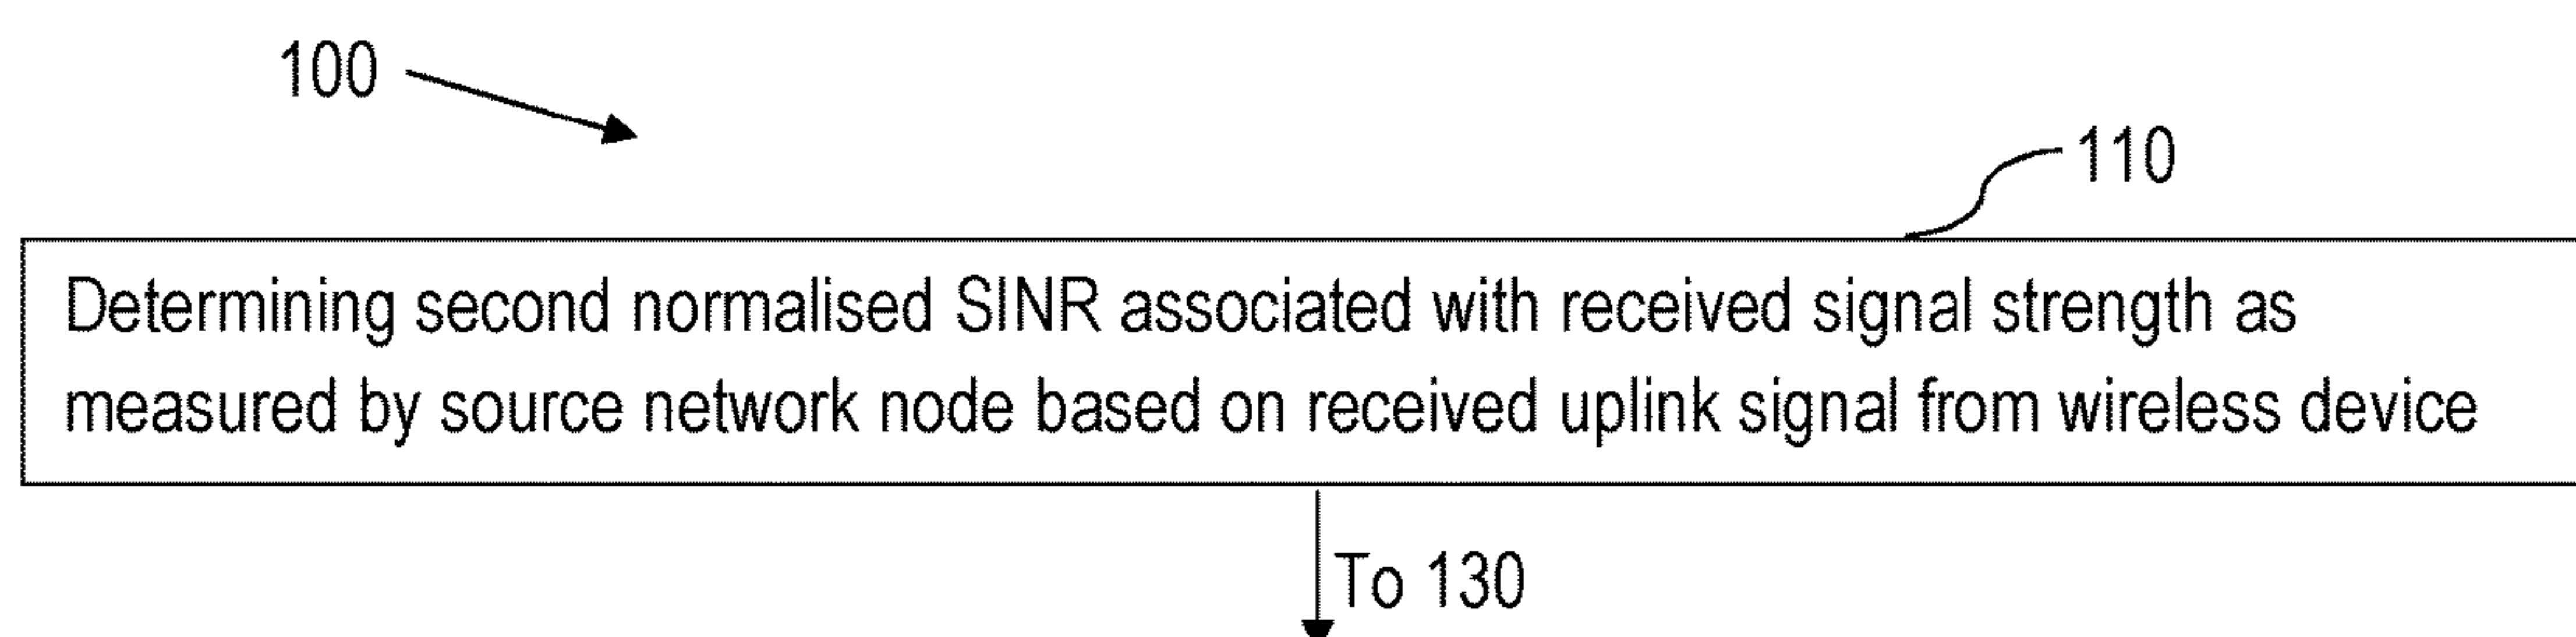 100
110
Determining second normalised SINR associated with received signal strength as
measured by source network node based on received uplink signal from wireless device
To 130